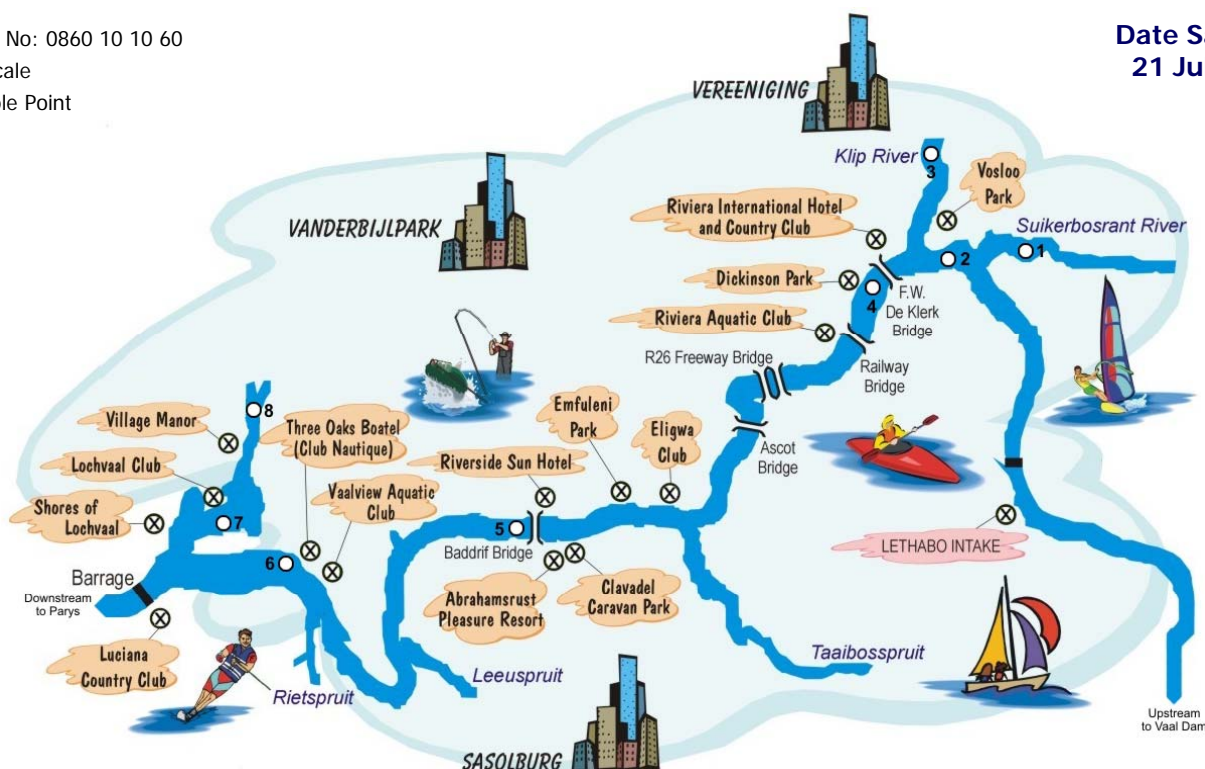 No: 0860 10 10 60
cale
le Point
Date Sa
21 Ju
VEREENIGING
Klip River
3
Vosloo
Park
Suikerbosrant River
1
2
VANDERBIJLPARK
Riviera International Hotel
and Country Club
Dickinson Park
4
F.W.
De Klerk
Bridge
Riviera Aquatic Club
R26 Freeway Bridge
Railway
Bridge
Ascot
Bridge
8
Village Manor
Three Oaks Boatel
(Club Nautique)
Emfuleni
Park
Eligwa
Club
Lochvaal Club
Riverside Sun Hotel
Vaalview Aquatic
Club
Shores of
Lochvaal
7
5
Baddrif Bridge
LETHABO INTAKE
6
Barrage
Downstream
to Parys
Abrahamsrust
Pleasure Resort
Clavadel
Caravan Park
Luciana
Country Club
Rietspruit
Leeuspruit
Taaibosspruit
Upstream
to Vaal Dam
SASOLBURG